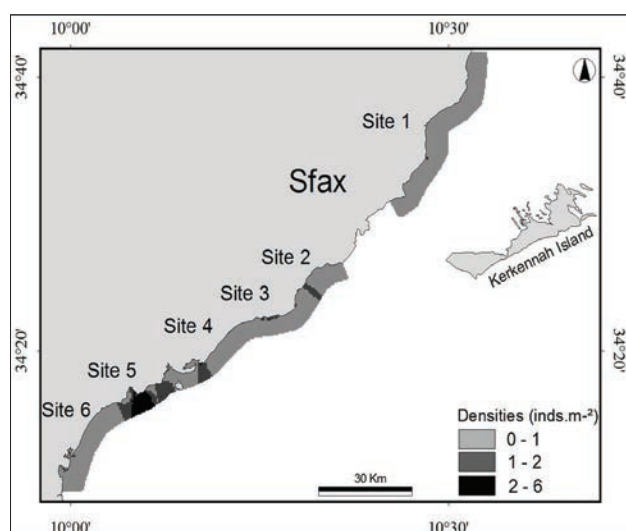 10°00'
10°30'
34°40'
34°40'
Site 1
Sfax
Kerkennah Island
Site 2
Site 3
Site 4
34°20'
34°20'
Site 5
Site 6
Densities (inds.m-²)
0 - 1
1 - 2
2 - 6
30 Km
10°00'
10°30'